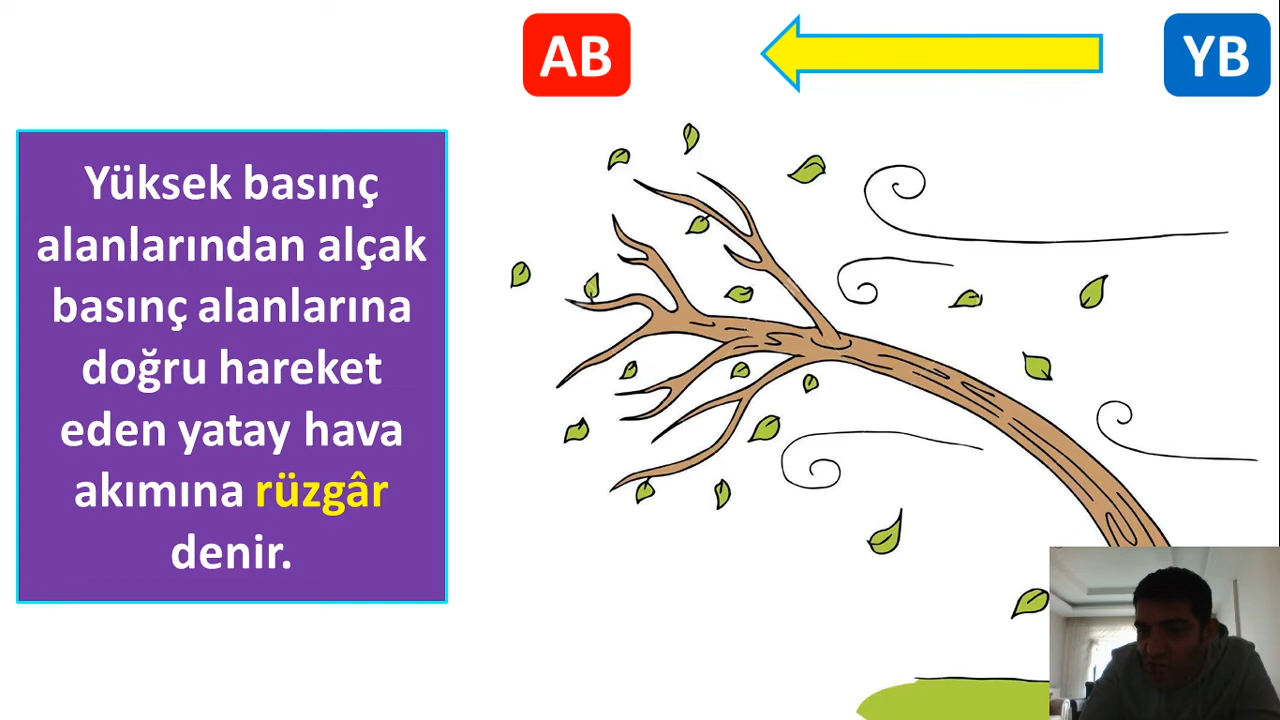 AB
YB
Yüksek basınç
alanlarından alçak
basınç alanlarına
doğru hareket
eden yatay hava
akımına rüzgâr
denir.